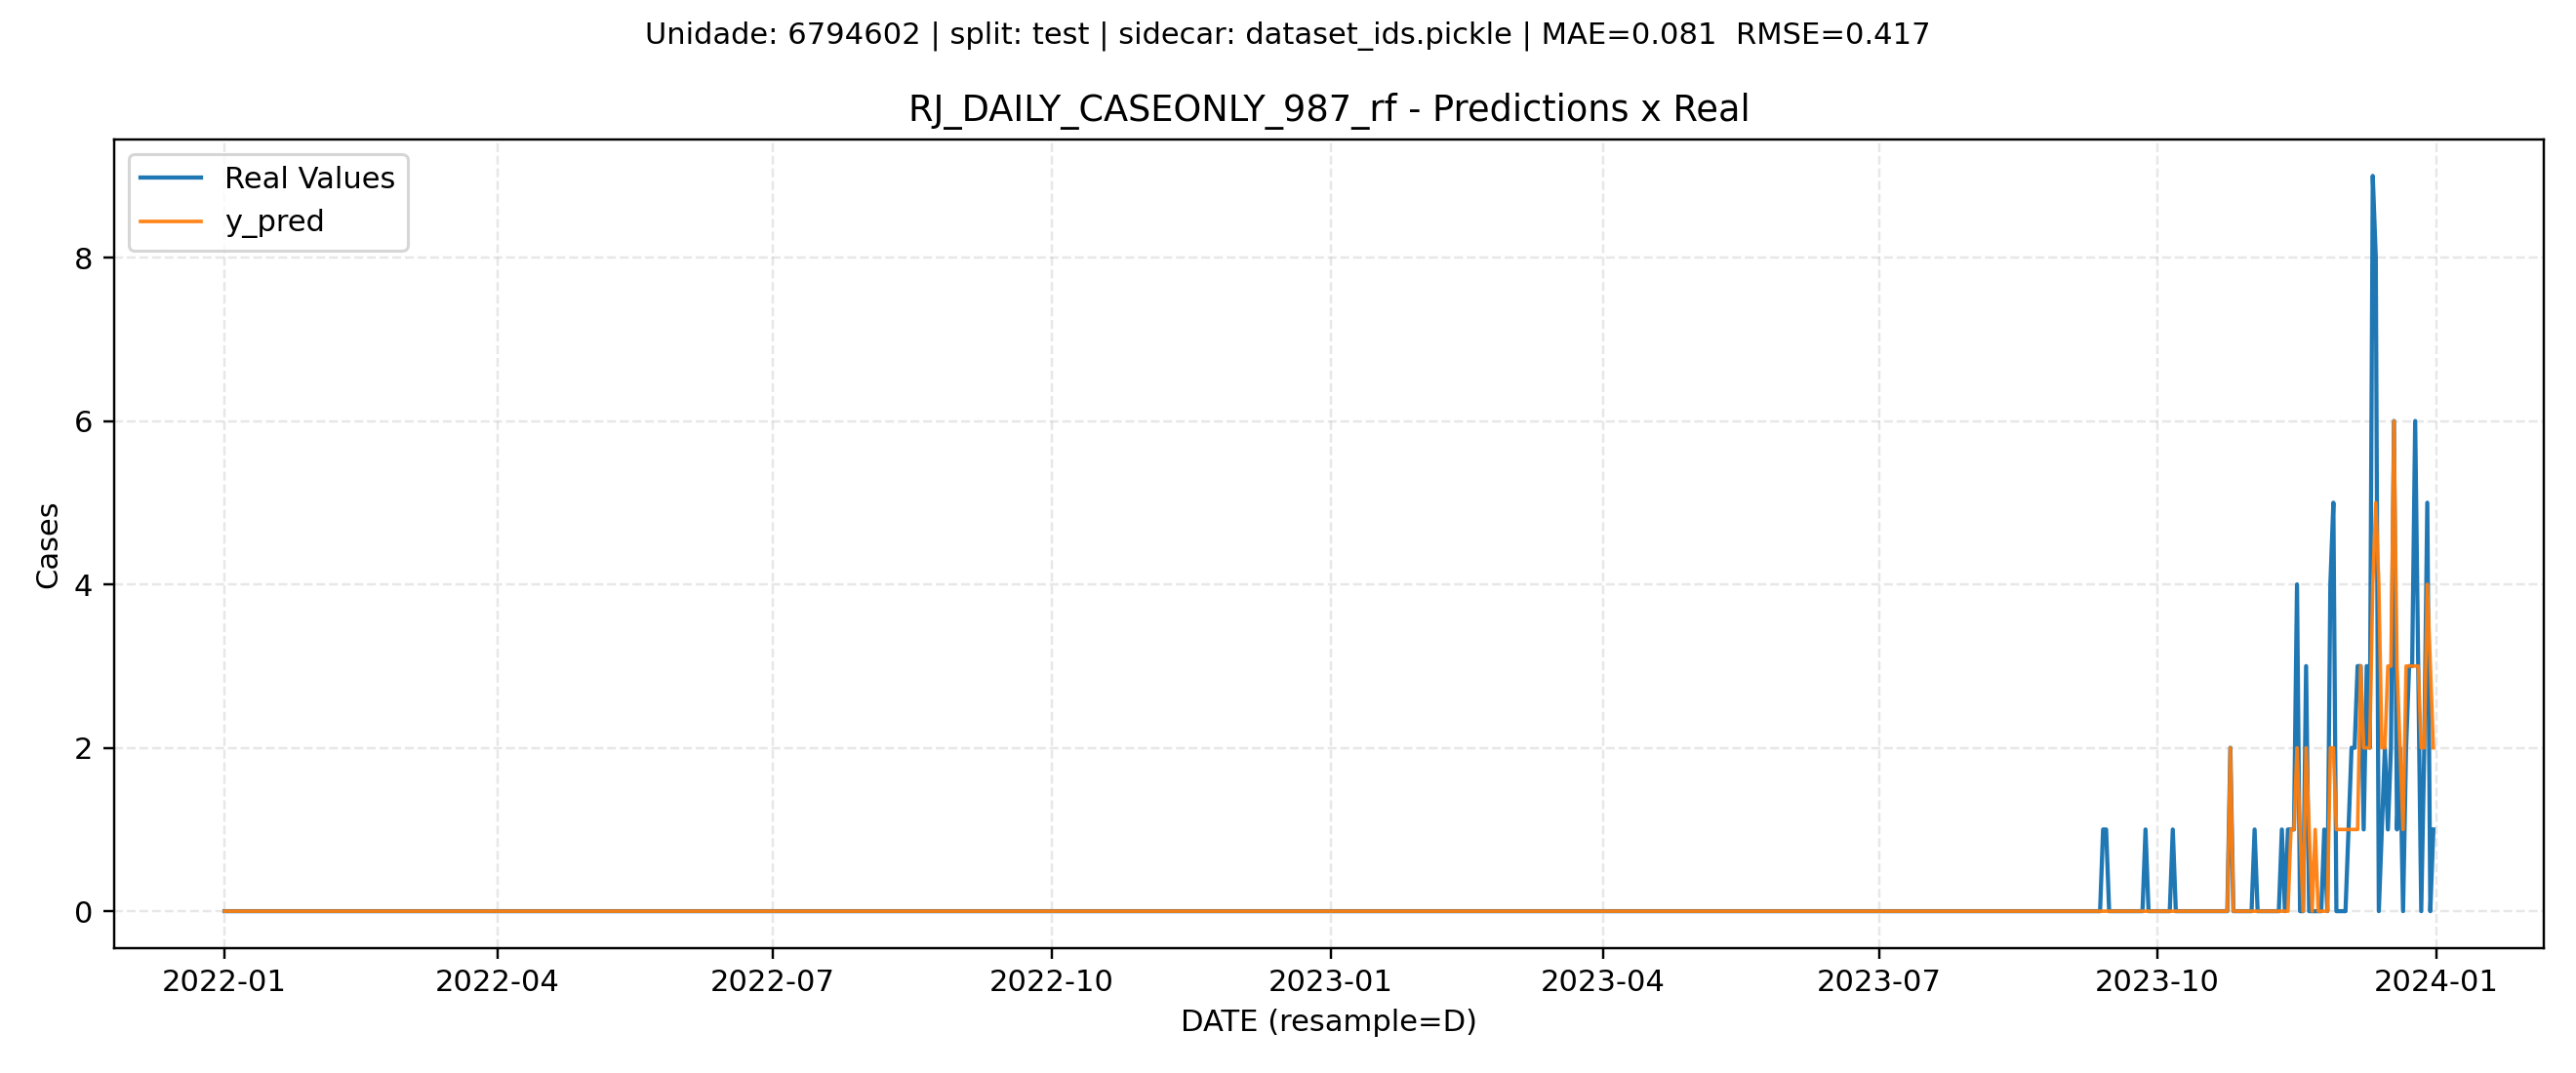 Unidade: 6794602 | split: test | sidecar: dataset_ids.pickle | MAE=0.081  RMSE=0.417
RJ_DAILY_CASEONLY_987_rf - Predictions x Real
Real Values
y_pred
Cases
8
6
4
2
0
2022-01 2022-04 2022-07 2022-10 2023-01 2023-04 2023-07 2023-10 2024-01
DATE (resample=D)